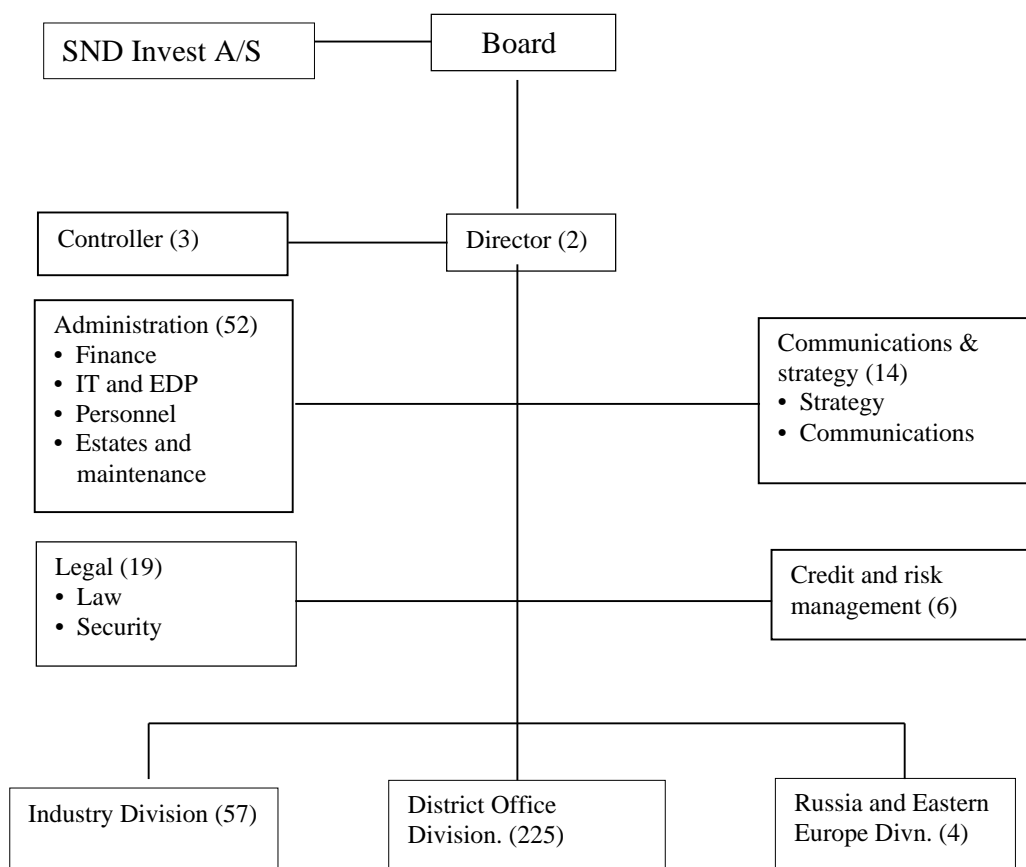 SND Invest A/S
Board
Controller (3)
Director (2)
Administration (52)
• Finance
• IT and EDP
• Personnel
• Estates and
maintenance
Communications &
strategy (14)
• Strategy
• Communications
Legal (19)
• Law
• Security
Credit and risk
management (6)
Industry Division (57)
District Office
Division. (225)
Russia and Eastern
Europe Divn. (4)